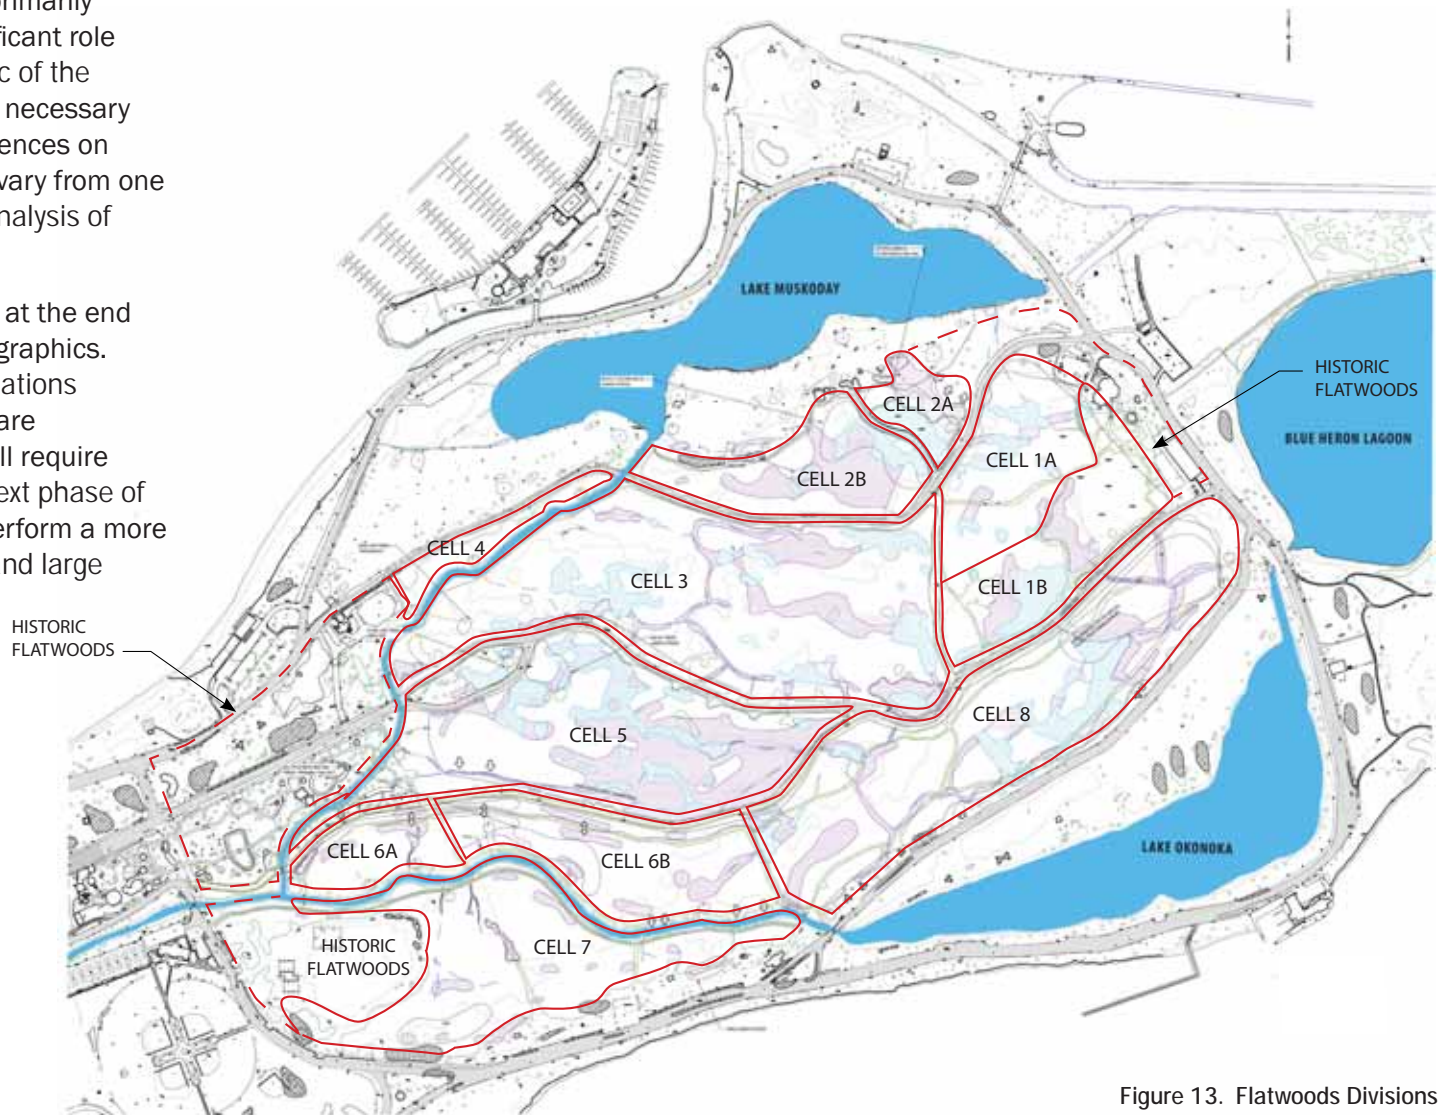 primarily
ficant role
c of the
necessary
ences on
vary from one
nalysis of
at the end
graphics.
ations
are
ll require
ext phase of
erform a more
nd large
LAKE MUSKODAY
HISTORIC
FLATWOODS
BLUE HERON LAGOON
CELL 2A
CELL 1A
CELL 2B
CELL 4
CELL 3
CELL 1B
HISTORIC
FLATWOODS
CELL 8
CELL 5
CELL 6A
CELL 6B
LAKE OKONOKA
CELL 7
HISTORIC
FLATWOODS
Figure 13. Flatwoods Divisions